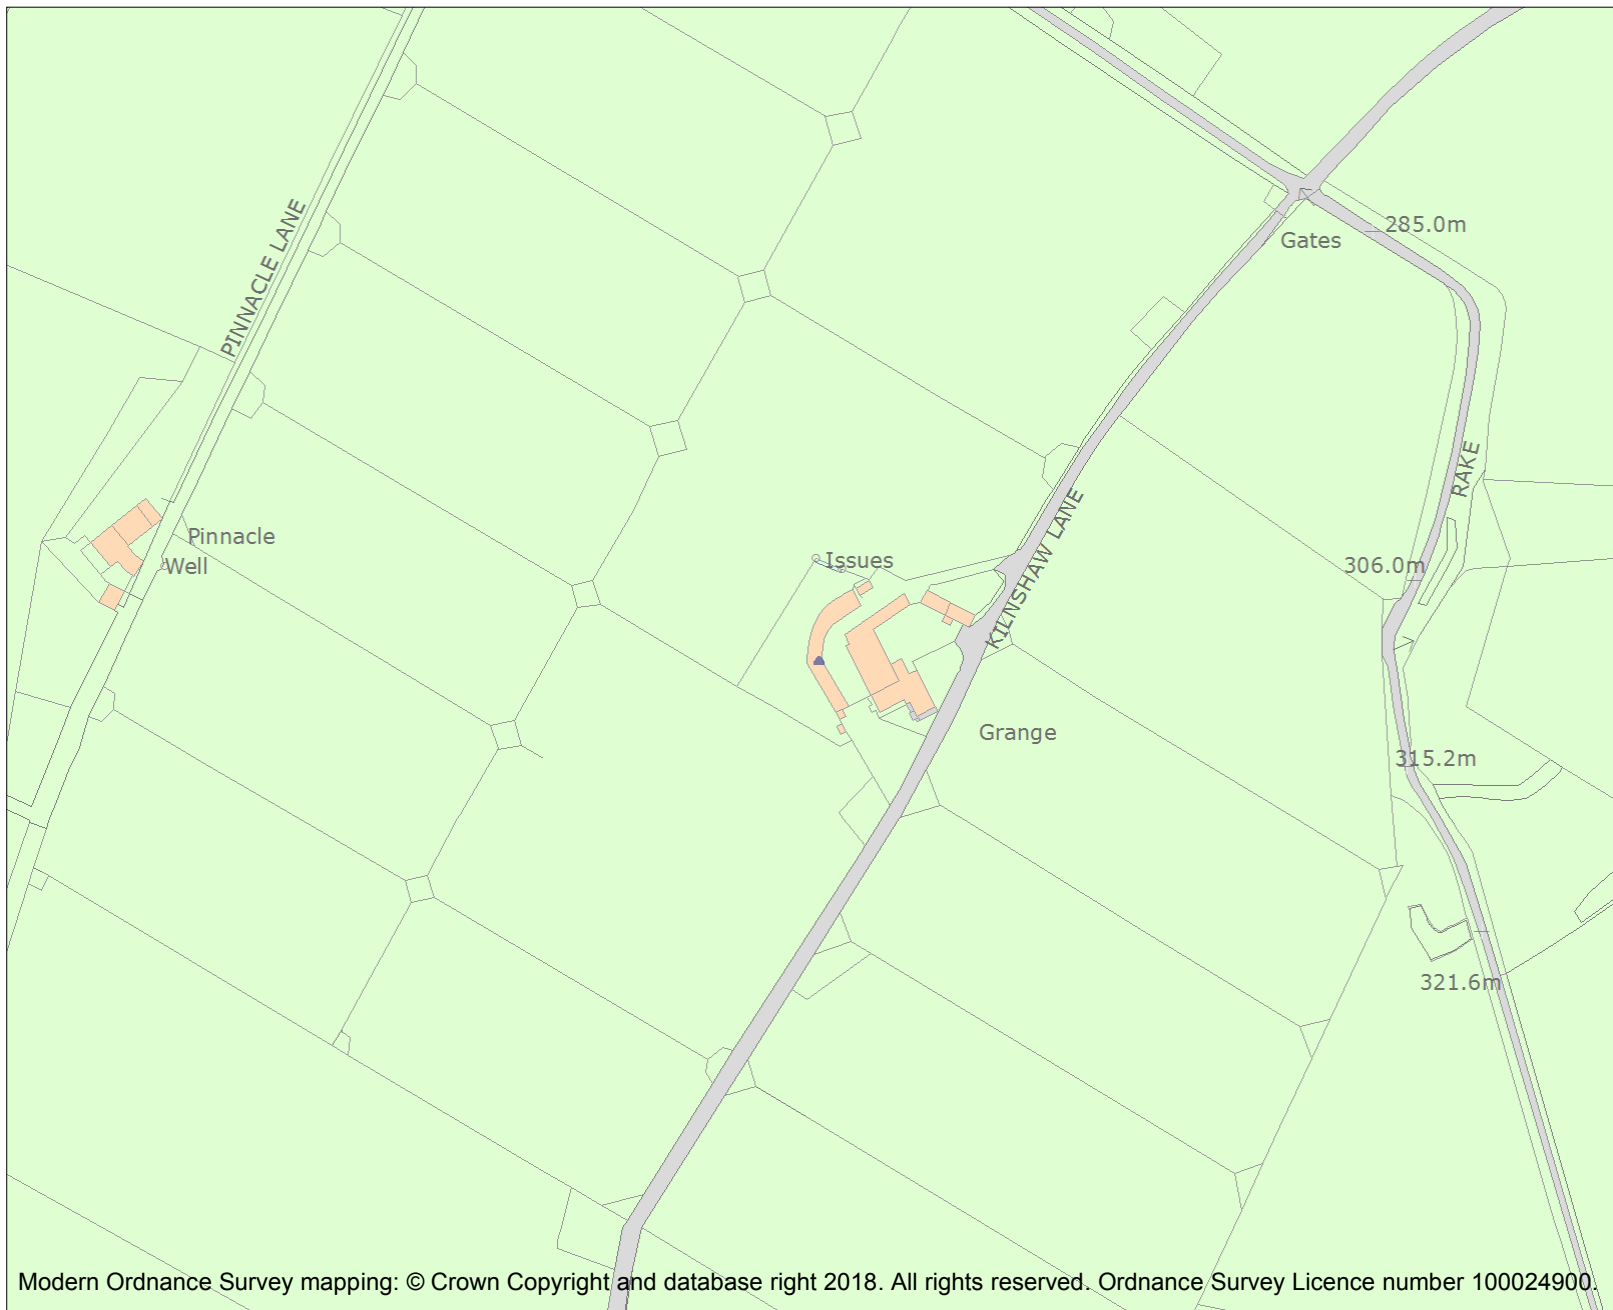 PINNACLE LANE
285.0m
Gates
RAKE
Pinnacle
Well
Issues
306.0m
KILNSHAW LANE
Grange
315.2m
321.6m
Modern Ordnance Survey mapping: © Crown Copyright and database right 2018. All rights reserved. Ordnance Survey Licence number 100024900.